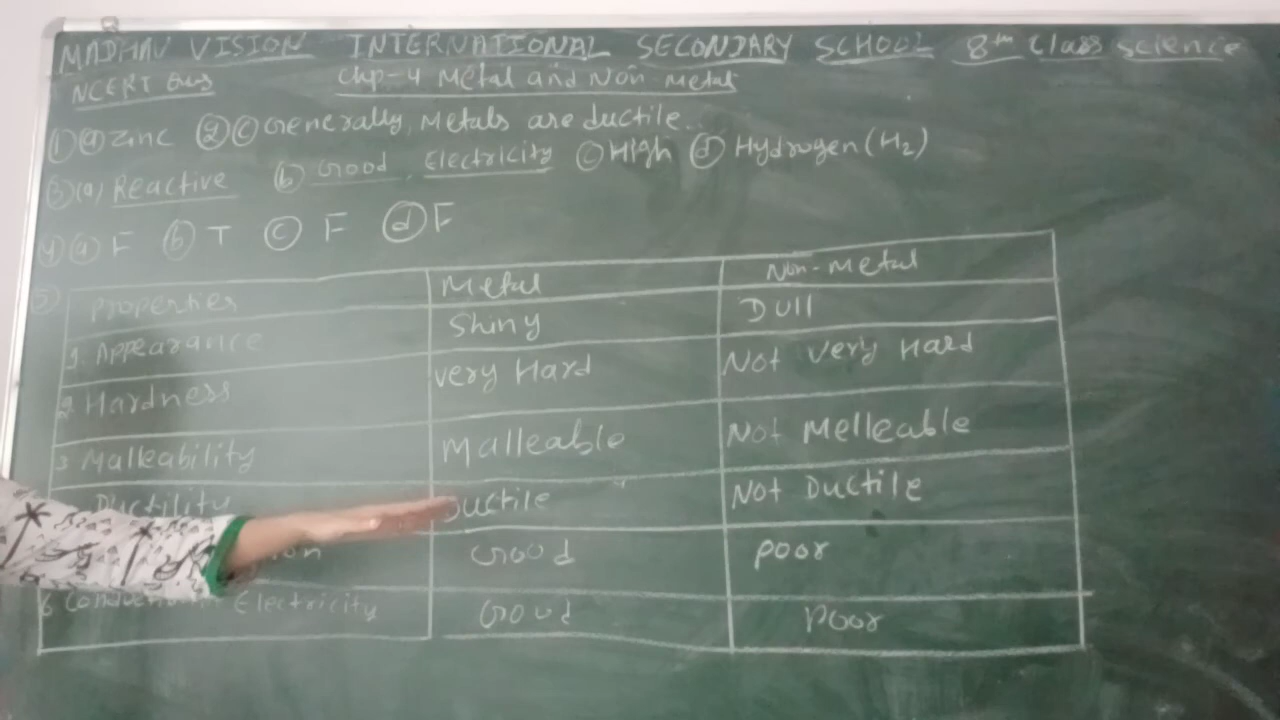 MADHAV VISION INTERNATIONAL SECONDARY SCHOOL 8th Class Science
NCERT Chp-4 Metal and Non Metal
1) a Zinc 2 c Generally, Metals are ductile..
3) (a) Reactive b Good Electricity c High d Hydrogen (H2)
4) a F b T c F d F
5) Properties Metal Non-Metal
1. Appearance Shiny Dull
2. Hardness very Hard Not very Hard
3 Malleability Malleable Not Melleable
Ductility Ductile Not Ductile
Good poor
6 Electricity Good Poor